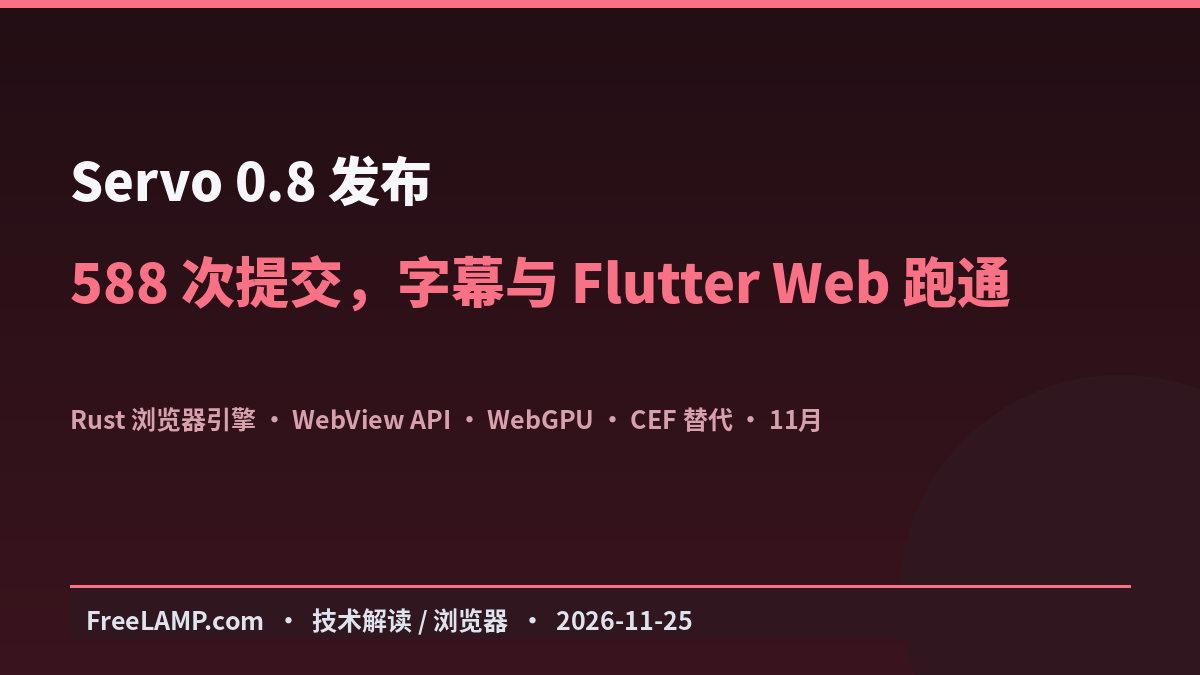 Servo 0.8 发布
588 次提交，字幕与 Flutter Web 跑通
Rust 浏览器引擎 · WebView API · WebGPU · CEF 替代 · 11月
FreeLAMP.com · 技术解读 / 浏览器 · 2026-11-25